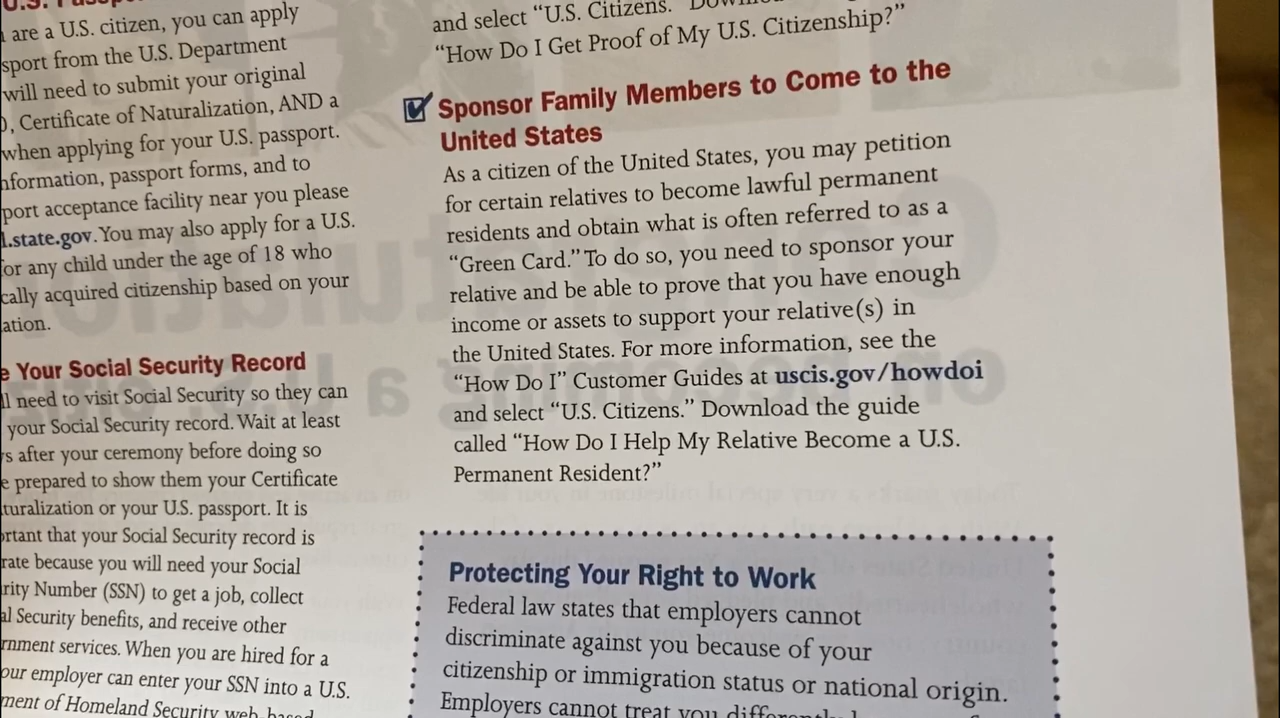 U.S. Passport
are a U.S. citizen, you can apply
sport from the U.S. Department
will need to submit your original
, Certificate of Naturalization, AND a
when applying for your U.S. passport.
nformation, passport forms, and to
port acceptance facility near you please
l.state.gov. You may also apply for a U.S.
or any child under the age of 18 who
cally acquired citizenship based on your
ation.
e Your Social Security Record
ll need to visit Social Security so they can
your Social Security record. Wait at least
s after your ceremony before doing so
e prepared to show them your Certificate
turalization or your U.S. passport. It is
ortant that your Social Security record is
rate because you will need your Social
rity Number (SSN) to get a job, collect
al Security benefits, and receive other
rnment services. When you are hired for a
our employer can enter your SSN into a U.S.
ment of Homeland Security web-based
and select “U.S. Citizens.”
“How Do I Get Proof of My U.S. Citizenship?”
Sponsor Family Members to Come to the
United States
As a citizen of the United States, you may petition
for certain relatives to become lawful permanent
residents and obtain what is often referred to as a
“Green Card.” To do so, you need to sponsor your
relative and be able to prove that you have enough
income or assets to support your relative(s) in
the United States. For more information, see the
“How Do I” Customer Guides at uscis.gov/howdoi
and select “U.S. Citizens.” Download the guide
called “How Do I Help My Relative Become a U.S.
Permanent Resident?”
Protecting Your Right to Work
Federal law states that employers cannot
discriminate against you because of your
citizenship or immigration status or national origin.
Employers cannot treat you differently